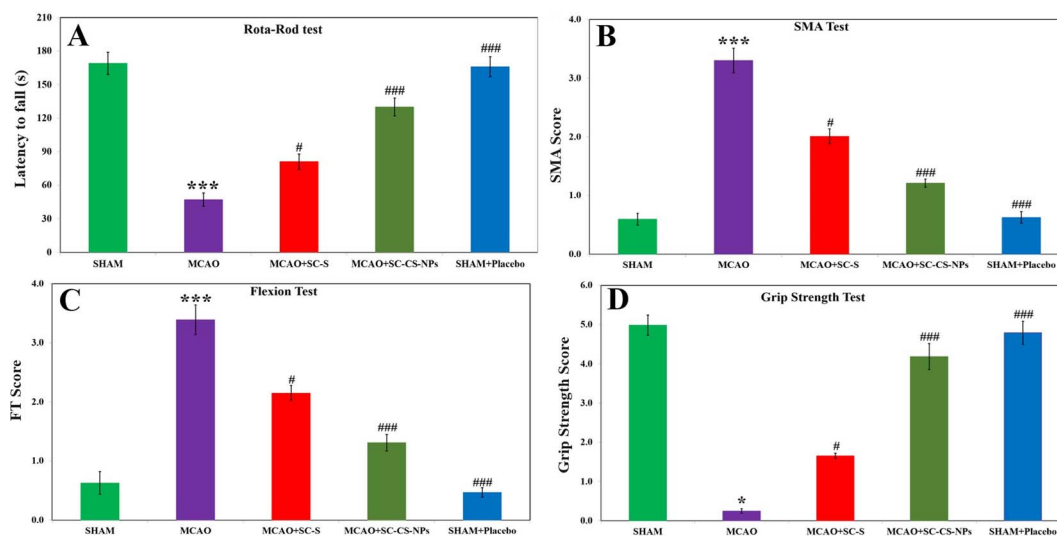 A
Rota-Rod test
Latency to fall (s)
210
180
150
120
90
60
30
0
***
#
###
###
SHAM
MCAO
MCAO+SC-S
MCAO+SC-CS-NPs
SHAM+Placebo
B
SMA Test
SMA Score
4.0
3.0
2.0
1.0
0.0
***
#
###
###
SHAM
MCAO
MCAO+SC-S
MCAO+SC-CS-NPs
SHAM+Placebo
C
Flexion Test
FT Score
4.0
3.0
2.0
1.0
0.0
***
#
###
###
SHAM
MCAO
MCAO+SC-S
MCAO+SC-CS-NPs
SHAM+Placebo
D
Grip Strength Test
Grip Strength Score
6.0
5.0
4.0
3.0
2.0
1.0
0.0
*
#
###
###
SHAM
MCAO
MCAO+SC-S
MCAO+SC-CS-NPs
SHAM+Placebo